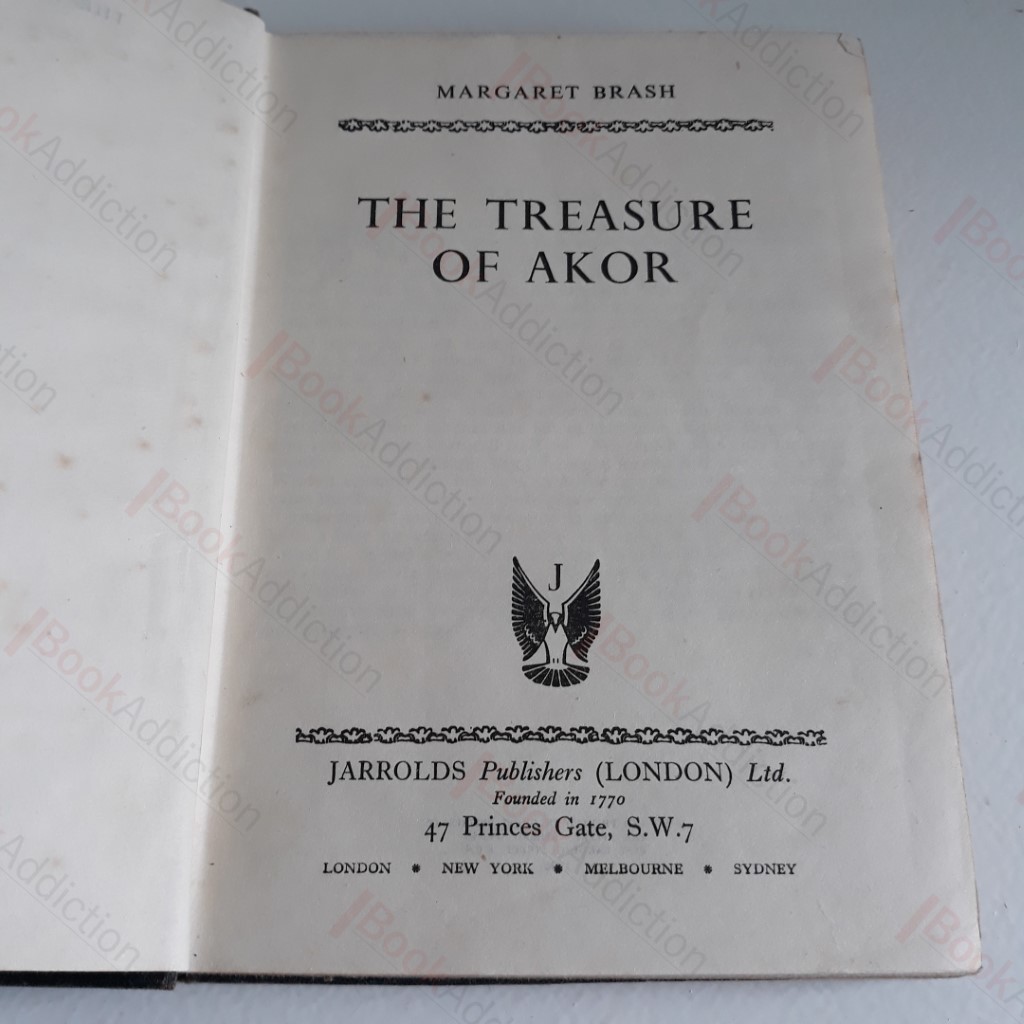 MARGARET BRASH
THE TREASURE
OF AKOR
J
JARROLDS Publishers (LONDON) Ltd.
Founded in 1770
47 Princes Gate, S.W.7
LONDON * NEW YORK * MELBOURNE * SYDNEY
BookAddiction